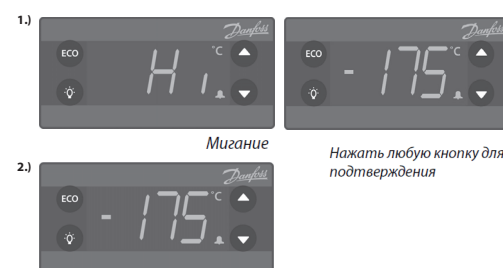 1.)
Danfoss
ECO
Hi
°C
Danfoss
ECO
-175
°C
Мигание
Нажать любую кнопку для
подтверждения
2.)
Danfoss
ECO
-175
°C